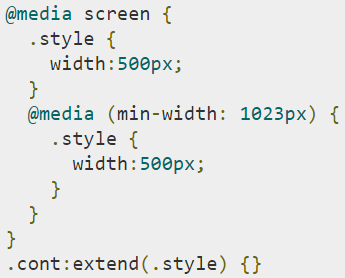 @media screen {
  .style {
    width:500px;
  }
  @media (min-width: 1023px) {
    .style {
      width:500px;
    }
  }
}
.cont:extend(.style) {}